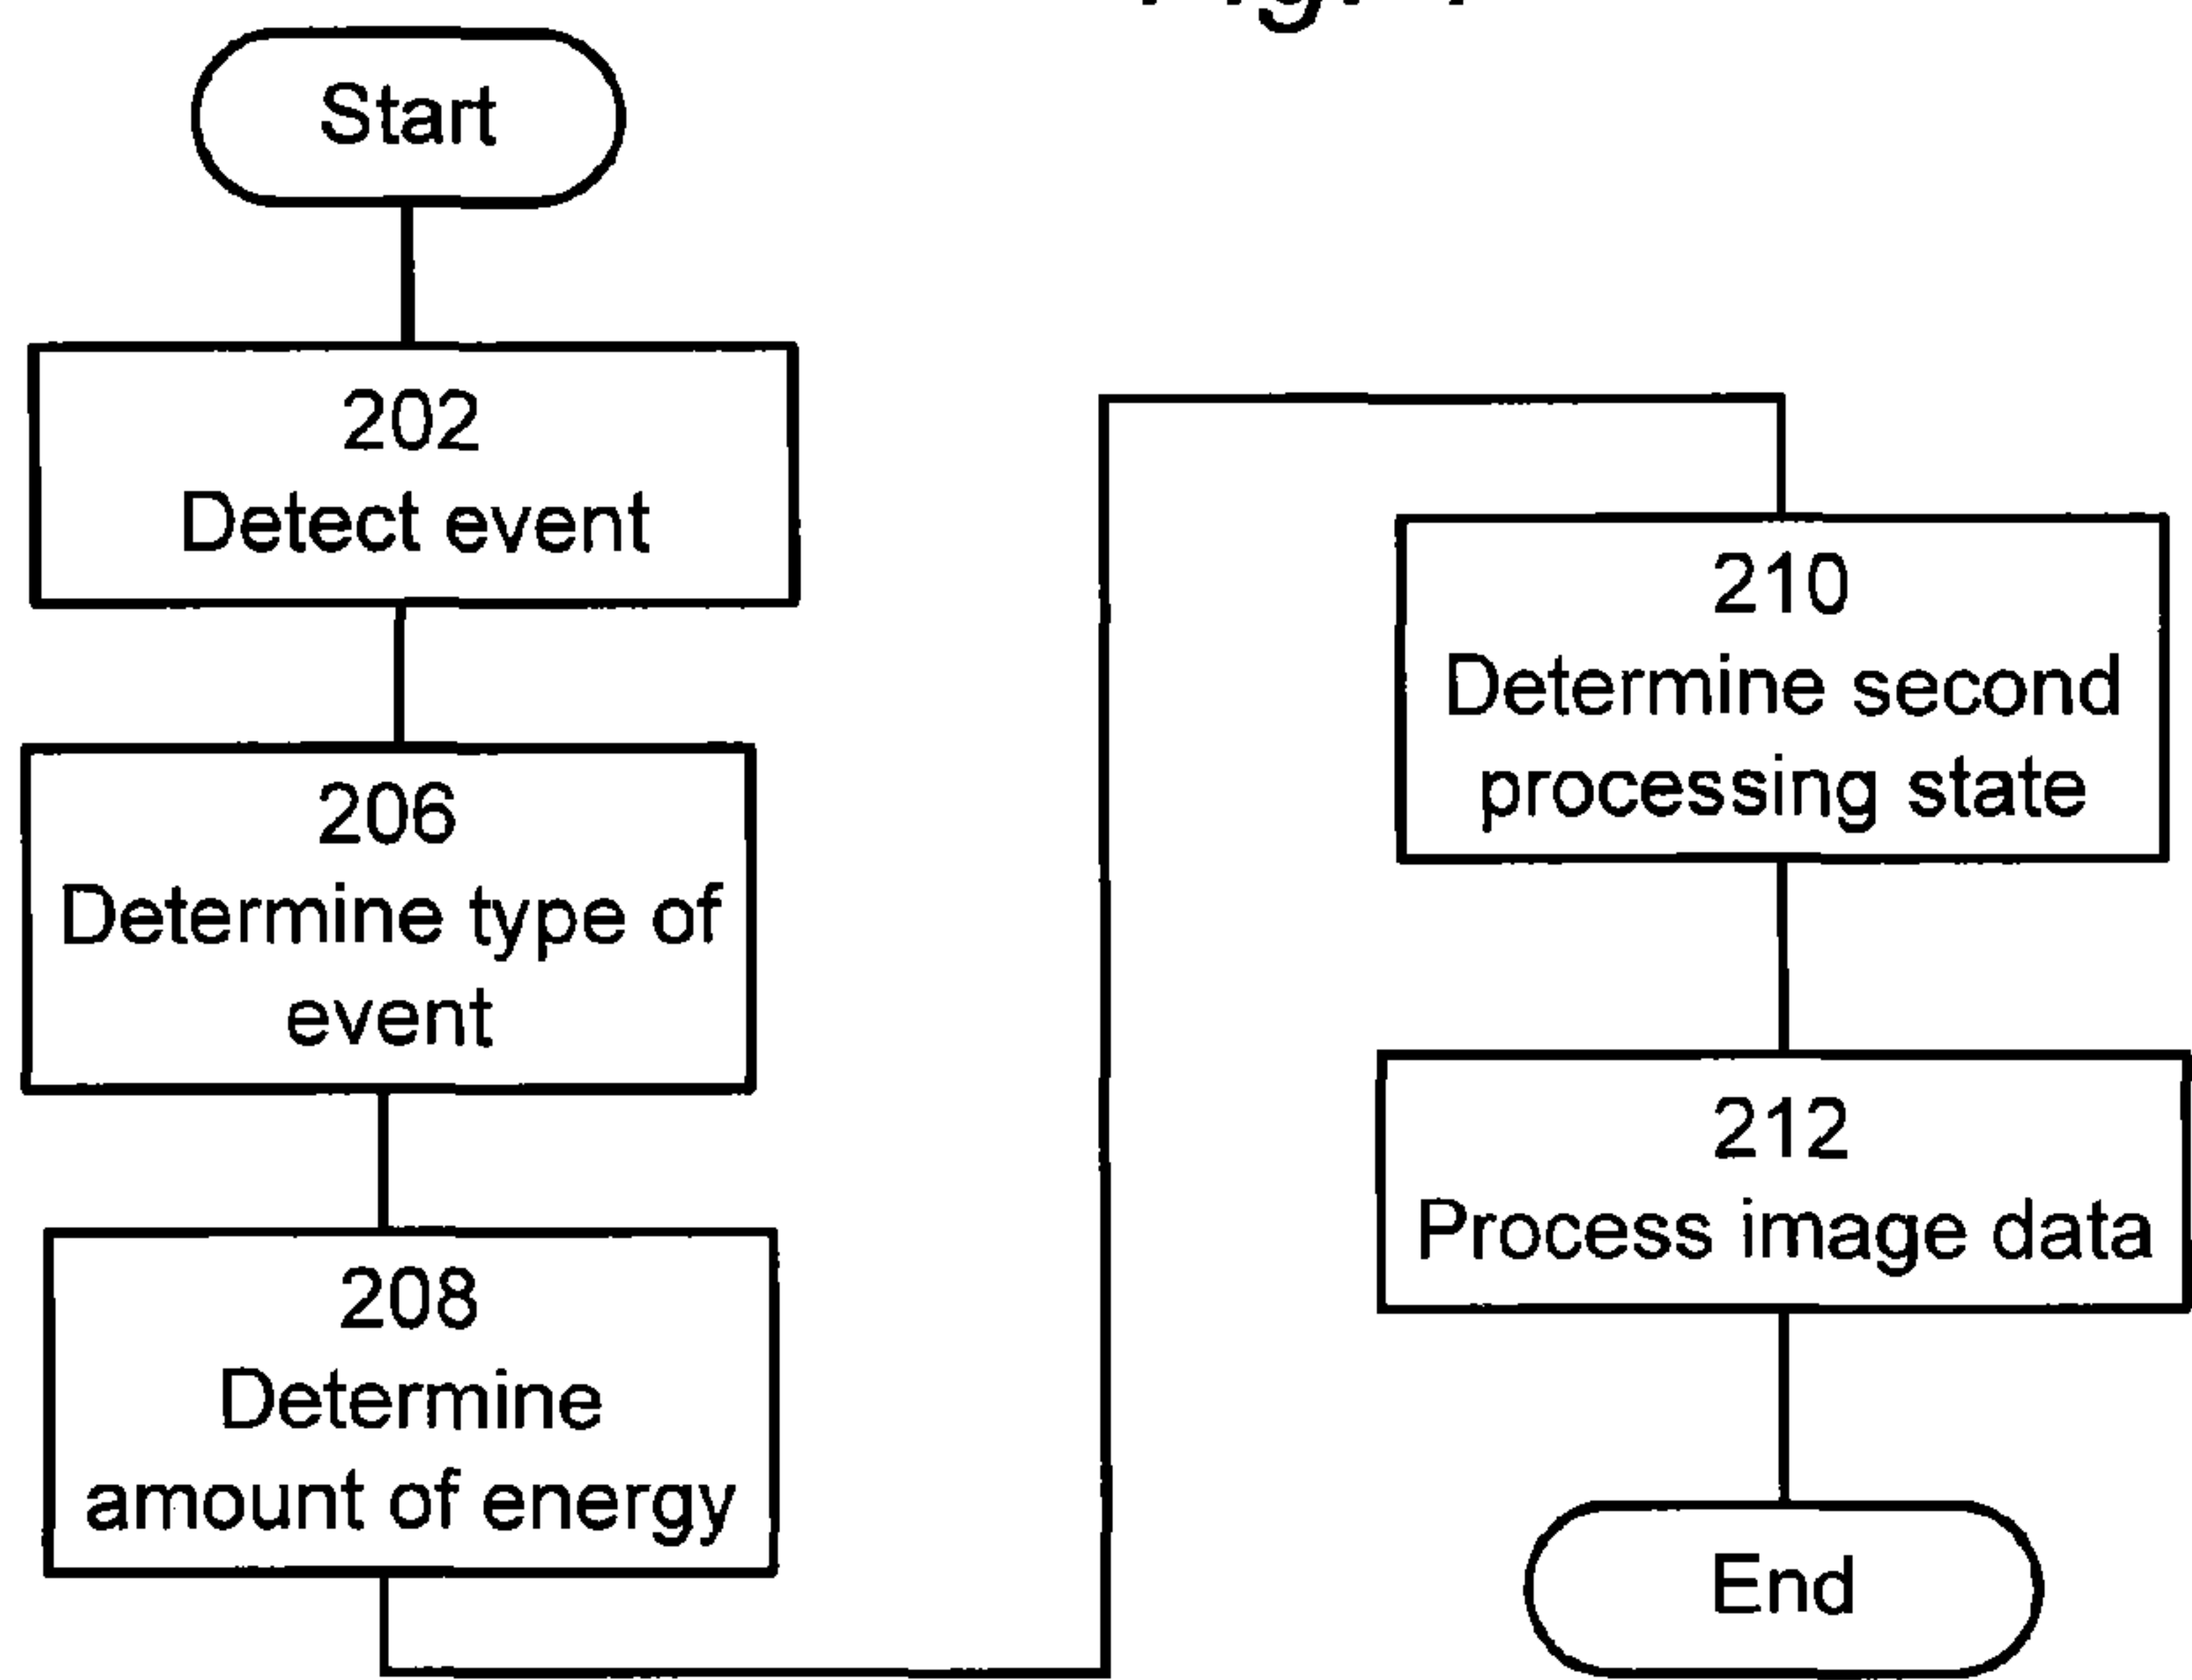 Start
202
Detect event
206
Determine type of
event
208
Determine
amount of energy
210
Determine second
processing state
212
Process image data
End